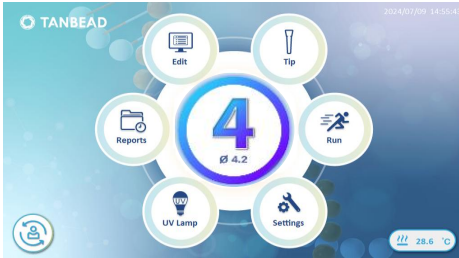 TANBEAD
2024/07/09 14:55:4
Edit
Tip
Reports
4
Ø 4.2
Run
UV
UV Lamp
Settings
28.6 °C